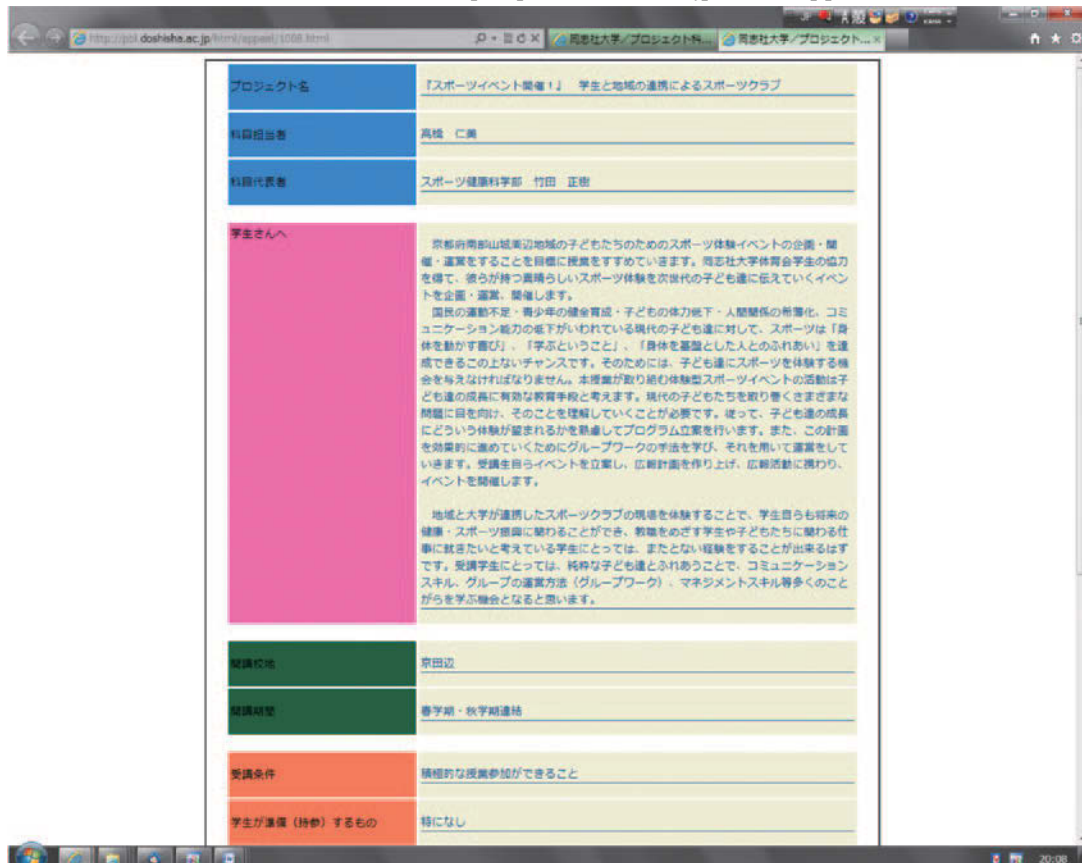 http://pbl.doshisha.ac.jp/html/appeal/1008.html
同志社大学／プロジェクト科...
同志社大学／プロジェクト...
プロジェクト名
『スポーツイベント開催！』　学生と地域の連携によるスポーツクラブ
科目担当者
高橋　仁美
科目代表者
スポーツ健康科学部　竹田　正樹
学生さんへ
京都府南部山城周辺地域の子どもたちのためのスポーツ体験イベントの企画・開
催・運営をすることを目標に授業をすすめていきます。同志社大学体育会学生の協力
を得て、彼らが持つ素晴らしいスポーツ体験を次世代の子ども達に伝えていくイベン
トを企画・運営、開催します。
国民の運動不足・青少年の健全育成・子どもの体力低下・人間関係の希薄化、コミ
ュニケーション能力の低下がいわれている現代の子ども達に対して、スポーツは「身
体を動かす喜び」、「学ぶということ」、「身体を基盤とした人とのふれあい」を達
成できるこの上ないチャンスです。そのためには、子ども達にスポーツを体験する機
会を与えなければなりません。本授業が取り組む体験型スポーツイベントの活動は子
ども達の成長に有効な教育手段と考えます。現代の子どもたちを取り巻くさまざまな
問題に目を向け、そのことを理解していくことが必要です。従って、子ども達の成長
にどういう体験が望まれるかを熟慮してプログラム立案を行います。また、この計画
を効果的に進めていくためにグループワークの手法を学び、それを用いて運営をして
いきます。受講生自らイベントを立案し、広報計画を作り上げ、広報活動に携わり、
イベントを開催します。
地域と大学が連携したスポーツクラブの現場を体験することで、学生自らも将来の
健康・スポーツ振興に関わることができ、教職をめざす学生や子どもたちに関わる仕
事に就きたいと考えている学生にとっては、またとない経験をすることが出来るはず
です。受講学生にとっては、純粋な子ども達とふれあうことで、コミュニケーション
スキル、グループの運営方法（グループワーク）、マネジメントスキル等多くのこと
がらを学ぶ機会となると思います。
開講校地
京田辺
開講期間
春学期・秋学期連結
受講条件
積極的な授業参加ができること
学生が準備（持参）するもの
特になし
20:08